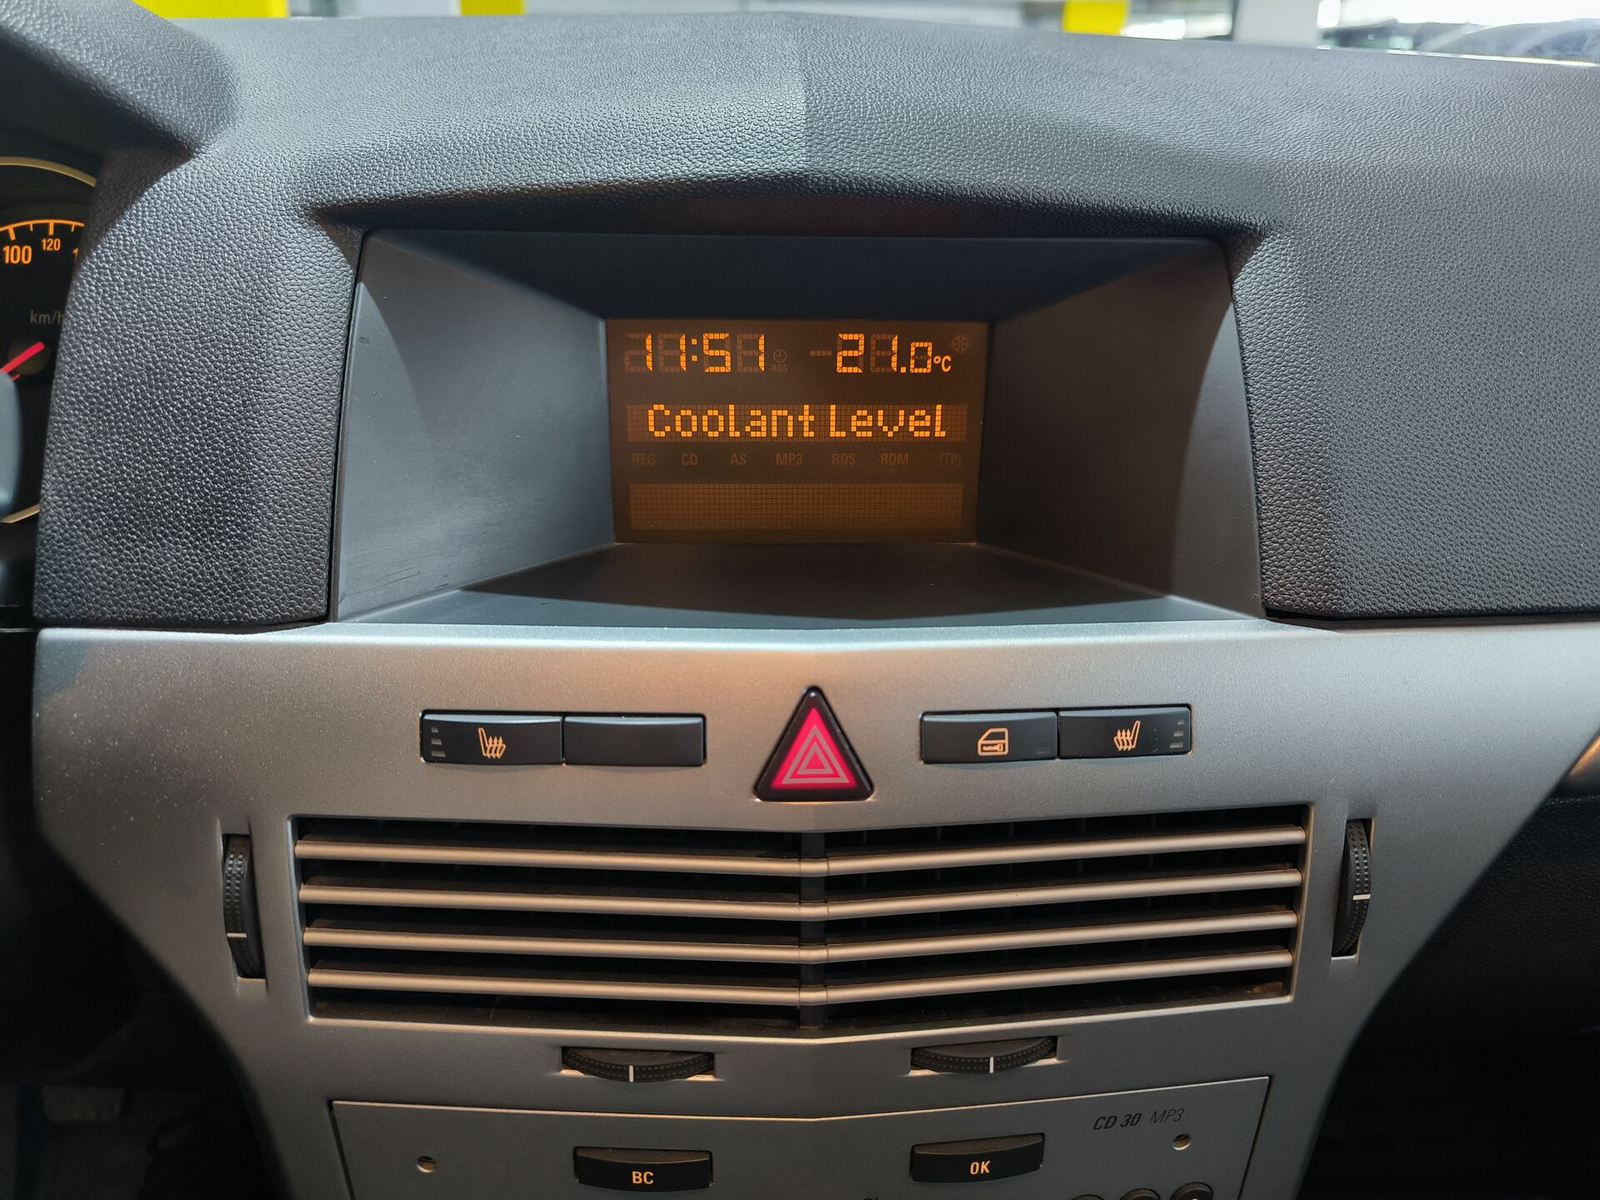 100 120
km/h
11:51 21.0°C
RDS
Coolant Level
REG CD AS MP3 RDS RDM [TP]
CD 30 MP3
BC OK